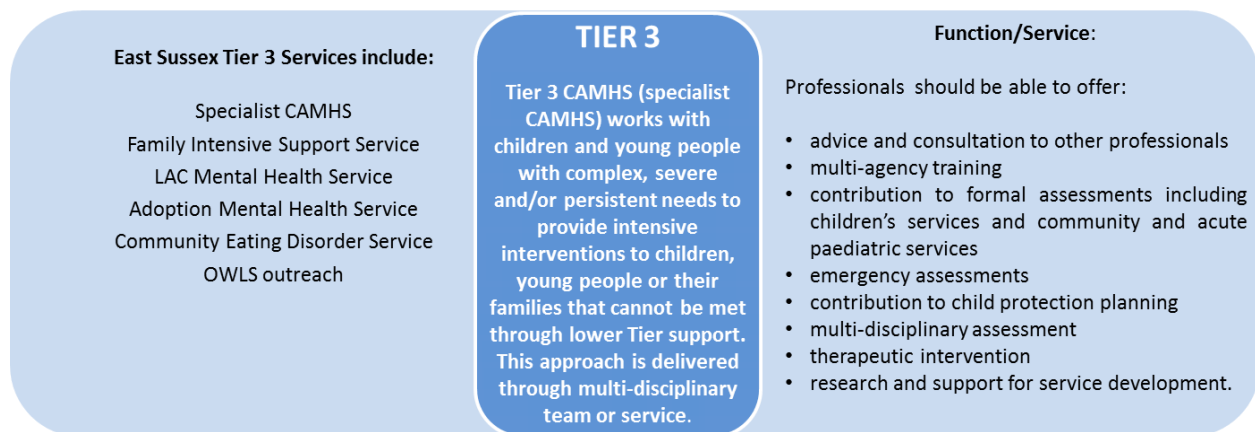 East Sussex Tier 3 Services include:
Specialist CAMHS
Family Intensive Support Service
LAC Mental Health Service
Adoption Mental Health Service
Community Eating Disorder Service
OWLS outreach
TIER 3
Tier 3 CAMHS (specialist
CAMHS) works with
children and young people
with complex, severe
and/or persistent needs to
provide intensive
interventions to children,
young people or their
families that cannot be met
through lower Tier support.
This approach is delivered
through multi-disciplinary
team or service.
Function/Service:
Professionals should be able to offer:
• advice and consultation to other professionals
• multi-agency training
• contribution to formal assessments including
children’s services and community and acute
paediatric services
• emergency assessments
• contribution to child protection planning
• multi-disciplinary assessment
• therapeutic intervention
• research and support for service development.